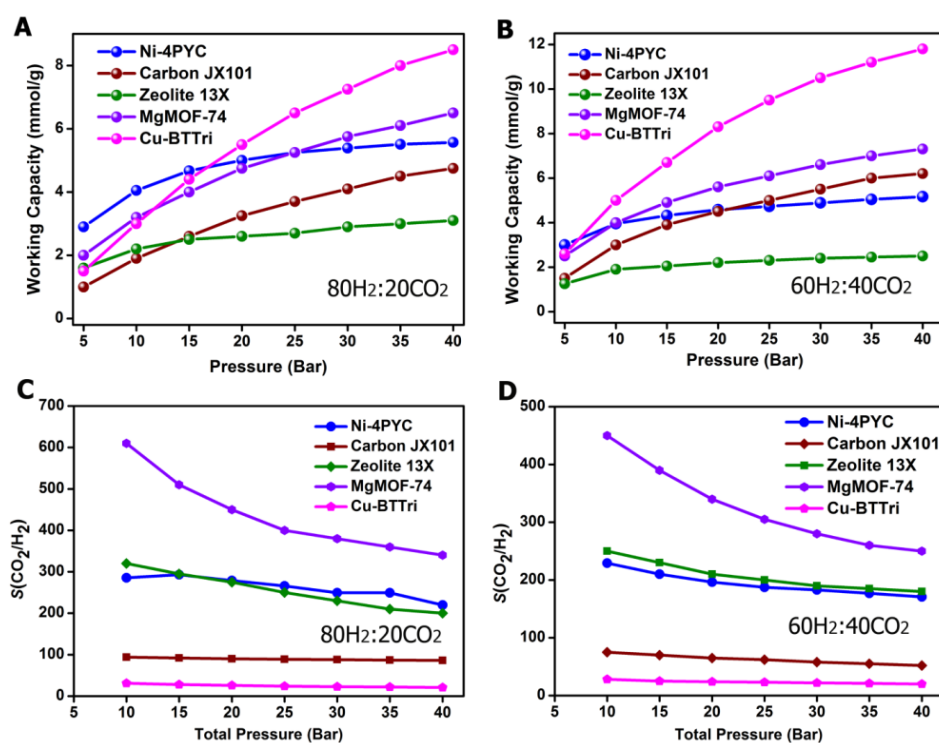 A
Working Capacity (mmol/g)
8
6
4
2
0
Ni-4PYC
Carbon JX101
Zeolite 13X
MgMOF-74
Cu-BTTri
80H₂:20CO₂
5 10 15 20 25 30 35 40
Pressure (Bar)
B
Working Capacity (mmol/g)
12
10
8
6
4
2
0
Ni-4PYC
Carbon JX101
Zeolite 13X
MgMOF-74
Cu-BTTri
60H₂:40CO₂
5 10 15 20 25 30 35 40
Pressure (Bar)
C
S(CO₂/H₂)
700
600
500
400
300
200
100
0
Ni-4PYC
Carbon JX101
Zeolite 13X
MgMOF-74
Cu-BTTri
80H₂:20CO₂
10 15 20 25 30 35 40
Total Pressure (Bar)
D
S(CO₂/H₂)
500
400
300
200
100
0
Ni-4PYC
Carbon JX101
Zeolite 13X
MgMOF-74
Cu-BTTri
60H₂:40CO₂
10 15 20 25 30 35 40
Total Pressure (Bar)